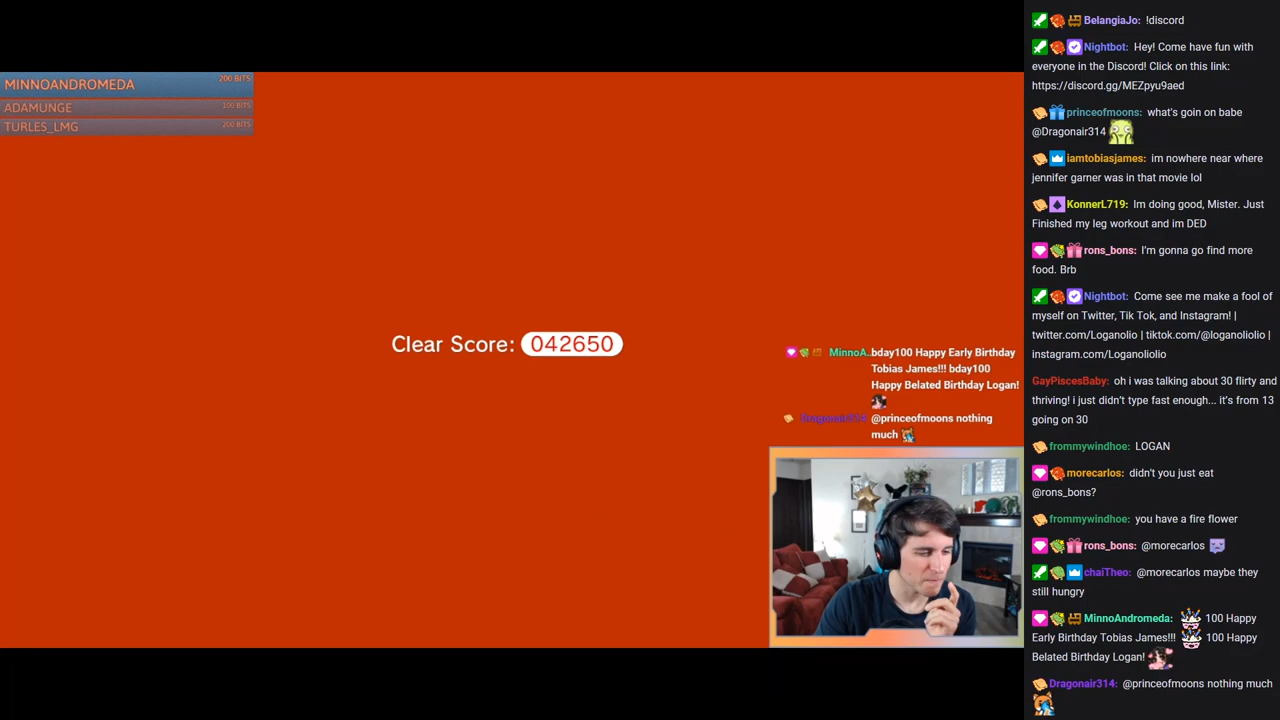 MINNOANDROMEDA 200 BITS
ADAMUNGE 100 BITS
TURLES_LMG 200 BITS
Clear Score: 042650
MinnoA.. bday100 Happy Early Birthday
Tobias James!!! bday100
Happy Belated Birthday Logan!
Dragonair314 @princeofmoons nothing
much
BelangiaJo: !discord
Nightbot: Hey! Come have fun with
everyone in the Discord! Click on this link:
https://discord.gg/MEZpyu9aed
princeofmoons: what's goin on babe
@Dragonair314
iamtobiasjames: im nowhere near where
jennifer garner was in that movie lol
KonnerL719: Im doing good, Mister. Just
Finished my leg workout and im DED
rons_bons: I'm gonna go find more
food. Brb
Nightbot: Come see me make a fool of
myself on Twitter, Tik Tok, and Instagram! |
twitter.com/Loganolio | tiktok.com/@loganoliolio |
instagram.com/Loganoliolio
GayPiscesBaby: oh i was talking about 30 flirty and
thriving! i just didn't type fast enough... it's from 13
going on 30
frommywindhoe: LOGAN
morecarlos: didn't you just eat
@rons_bons?
frommywindhoe: you have a fire flower
rons_bons: @morecarlos
chaiTheo: @morecarlos maybe they
still hungry
MinnoAndromeda: 100 Happy
Early Birthday Tobias James!!! 100 Happy
Belated Birthday Logan!
Dragonair314: @princeofmoons nothing much